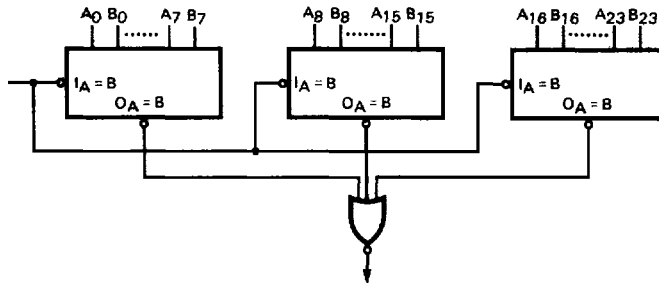 A0 B0 ...... A7 B7
A8 B8 ...... A15 B15
A16 B16 ...... A23 B23
IA = B
OA = B
IA = B
OA = B
IA = B
OA = B